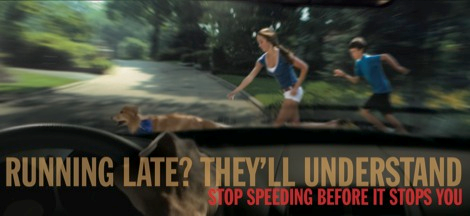 RUNNING LATE? THEY'LL UNDERSTAND
STOP SPEEDING BEFORE IT STOPS YOU